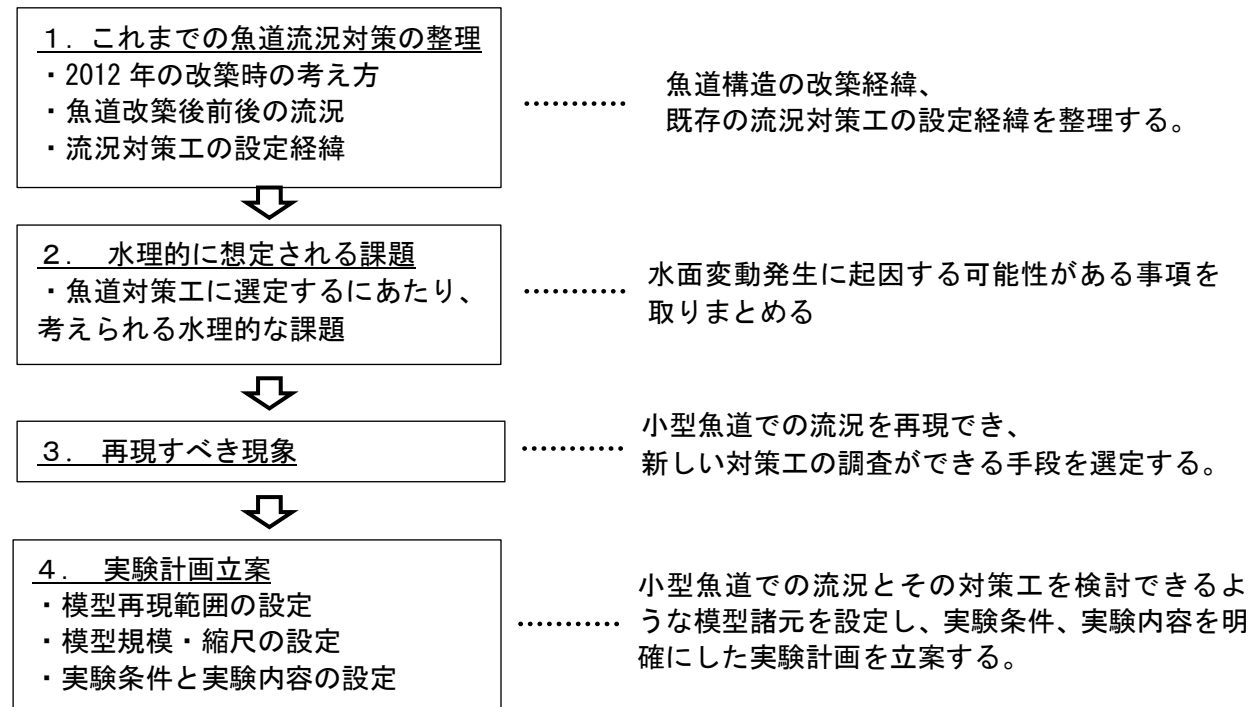 １．これまでの魚道流況対策の整理
・2012 年の改築時の考え方
・魚道改築後前後の流況
・流況対策工の設定経緯
…………
魚道構造の改築経緯、
既存の流況対策工の設定経緯を整理する。
２． 水理的に想定される課題
・魚道対策工に選定するにあたり、
考えられる水理的な課題
…………
水面変動発生に起因する可能性がある事項を
取りまとめる
３． 再現すべき現象
…………
小型魚道での流況を再現でき、
新しい対策工の調査ができる手段を選定する。
４． 実験計画立案
・模型再現範囲の設定
・模型規模・縮尺の設定
・実験条件と実験内容の設定
…………
小型魚道での流況とその対策工を検討できるよ
うな模型諸元を設定し、実験条件、実験内容を明
確にした実験計画を立案する。